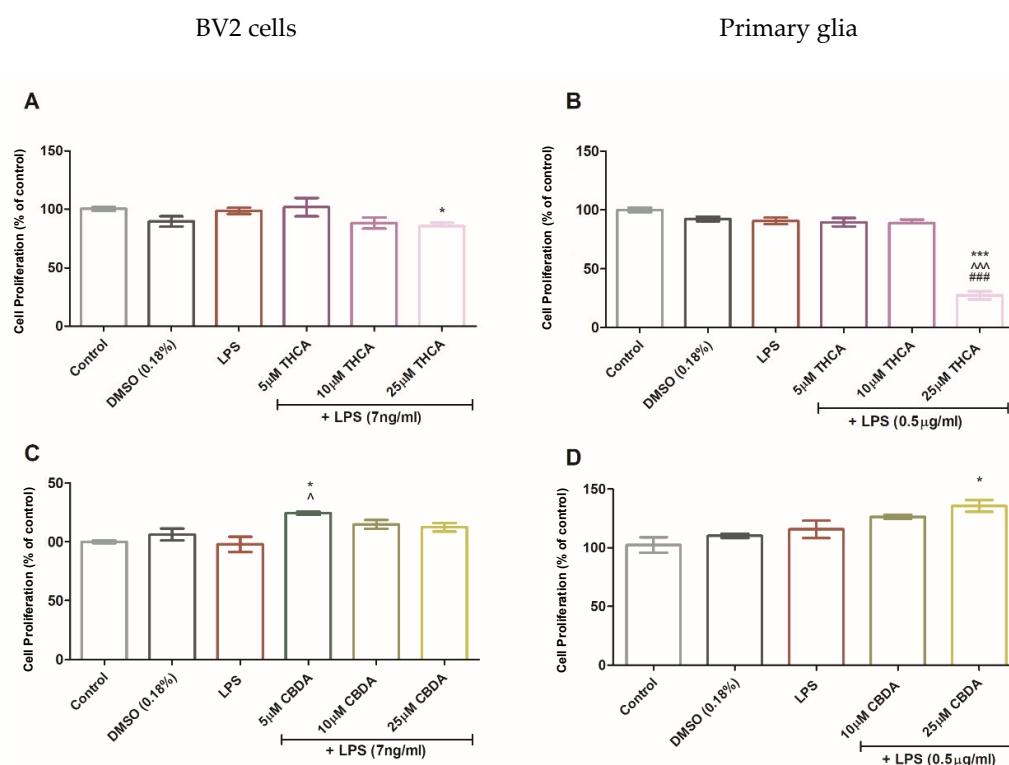 BV2 cells
Primary glia
A
Cell Proliferation (% of control)
150
100
50
0
*
Control
DMSO (0.18%)
LPS
5μM THCA
10μM THCA
25μM THCA
+ LPS (7ng/ml)
B
Cell Proliferation (% of control)
150
100
50
0
***
^^^
###
Control
DMSO (0.18%)
LPS
5μM THCA
10μM THCA
25μM THCA
+ LPS (0.5μg/ml)
C
Cell Proliferation (% of control)
50
00
50
0
*
^
Control
DMSO (0.18%)
LPS
5μM CBDA
10μM CBDA
25μM CBDA
+ LPS (7ng/ml)
D
Cell Proliferation (% of control)
150
100
50
0
*
Control
DMSO (0.18%)
LPS
10μM CBDA
25μM CBDA
+ LPS (0.5μg/ml)